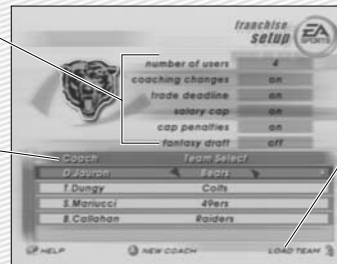 franchise
setup
EA
SPORTS
number of users 4
coaching changes on
trade deadline on
salary cap on
cap penalties on
fantasy draft off
Coach Team Select
D.Jauron Bears
T.Dungy Colts
S.Mariucci 49ers
B.Callahan Raiders
HELP NEW COACH LOAD TEAM